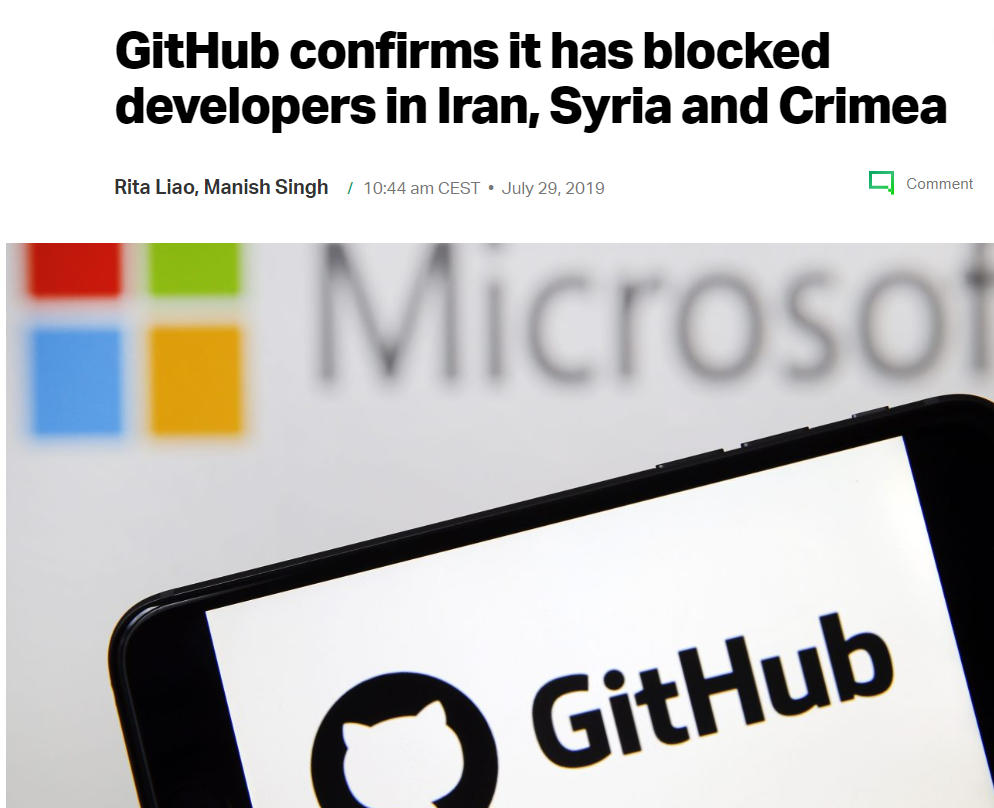 GitHub confirms it has blocked
developers in Iran, Syria and Crimea
Rita Liao, Manish Singh / 10:44 am CEST • July 29, 2019
Comment
Microsof
GitHub